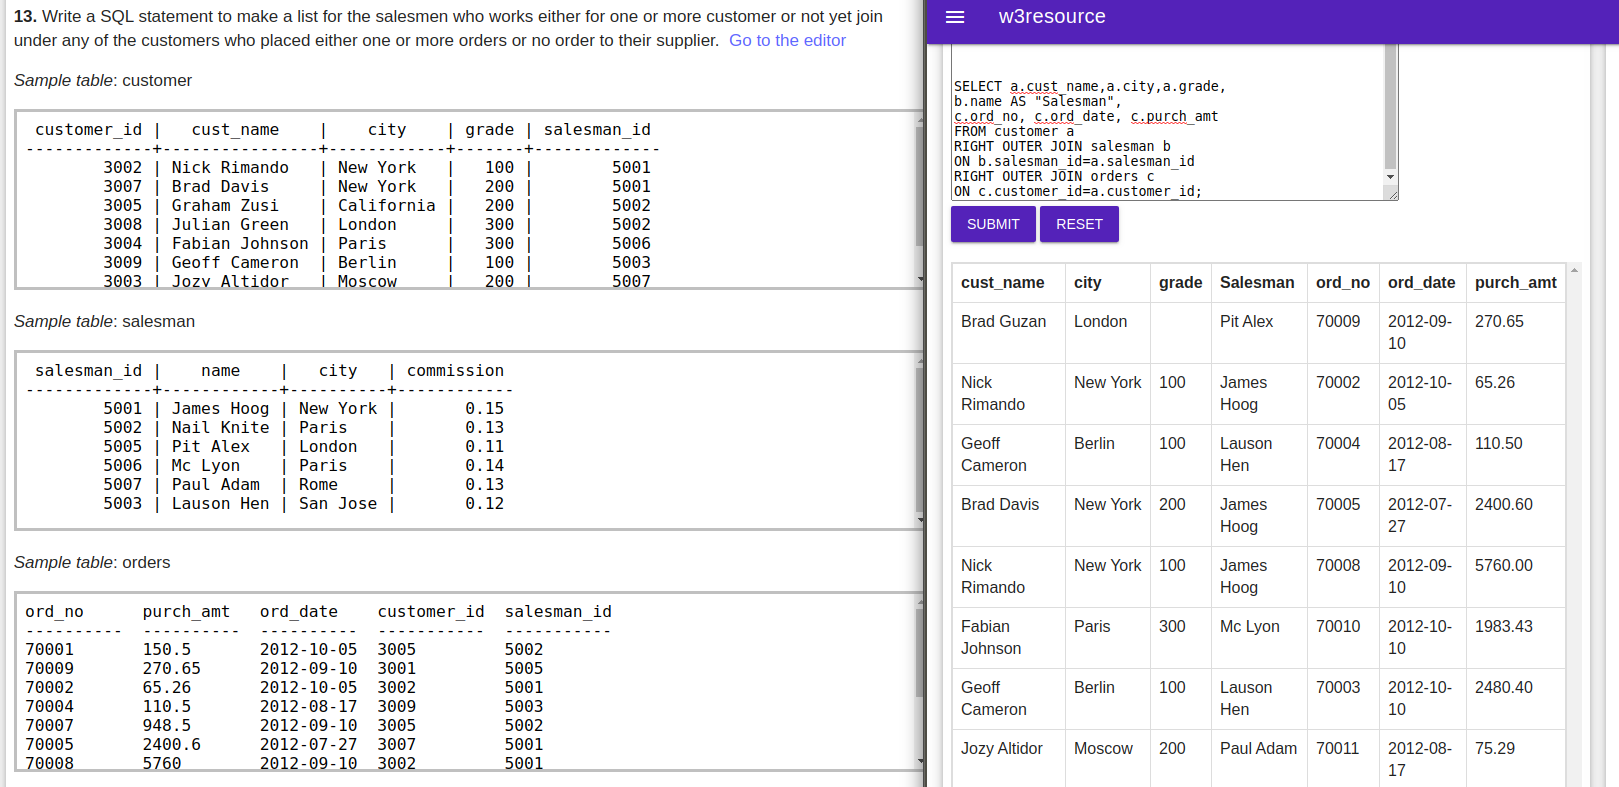 13. Write a SQL statement to make a list for the salesmen who works either for one or more customer or not yet join
under any of the customers who placed either one or more orders or no order to their supplier.  Go to the editor
Sample table: customer
customer_id |   cust_name    |    city    | grade | salesman_id
-------------+----------------+------------+-------+-------------
3002 | Nick Rimando   | New York   |   100 |        5001
3007 | Brad Davis     | New York   |   200 |        5001
3005 | Graham Zusi    | California |   200 |        5002
3008 | Julian Green   | London     |   300 |        5002
3004 | Fabian Johnson | Paris      |   300 |        5006
3009 | Geoff Cameron  | Berlin     |   100 |        5003
3003 | Jozy Altidor   | Moscow     |   200 |        5007
Sample table: salesman
salesman_id |    name    |   city   | commission
-------------+------------+----------+------------
5001 | James Hoog | New York |       0.15
5002 | Nail Knite | Paris    |       0.13
5005 | Pit Alex   | London   |       0.11
5006 | Mc Lyon    | Paris    |       0.14
5007 | Paul Adam  | Rome     |       0.13
5003 | Lauson Hen | San Jose |       0.12
Sample table: orders
ord_no      purch_amt   ord_date    customer_id  salesman_id
----------  ----------  ----------  -----------  -----------
70001       150.5       2012-10-05  3005         5002
70009       270.65      2012-09-10  3001         5005
70002       65.26       2012-10-05  3002         5001
70004       110.5       2012-08-17  3009         5003
70007       948.5       2012-09-10  3005         5002
70005       2400.6      2012-07-27  3007         5001
70008       5760        2012-09-10  3002         5001
w3resource
SELECT a.cust_name,a.city,a.grade,
b.name AS "Salesman",
c.ord_no, c.ord_date, c.purch_amt
FROM customer a
RIGHT OUTER JOIN salesman b
ON b.salesman_id=a.salesman_id
RIGHT OUTER JOIN orders c
ON c.customer_id=a.customer_id;
SUBMIT RESET
cust_name city grade Salesman ord_no ord_date purch_amt
Brad Guzan London Pit Alex 70009 2012-09-
10 270.65
Nick
Rimando New York 100 James
Hoog 70002 2012-10-
05 65.26
Geoff
Cameron Berlin 100 Lauson
Hen 70004 2012-08-
17 110.50
Brad Davis New York 200 James
Hoog 70005 2012-07-
27 2400.60
Nick
Rimando New York 100 James
Hoog 70008 2012-09-
10 5760.00
Fabian
Johnson Paris 300 Mc Lyon 70010 2012-10-
10 1983.43
Geoff
Cameron Berlin 100 Lauson
Hen 70003 2012-10-
10 2480.40
Jozy Altidor Moscow 200 Paul Adam 70011 2012-08-
17 75.29